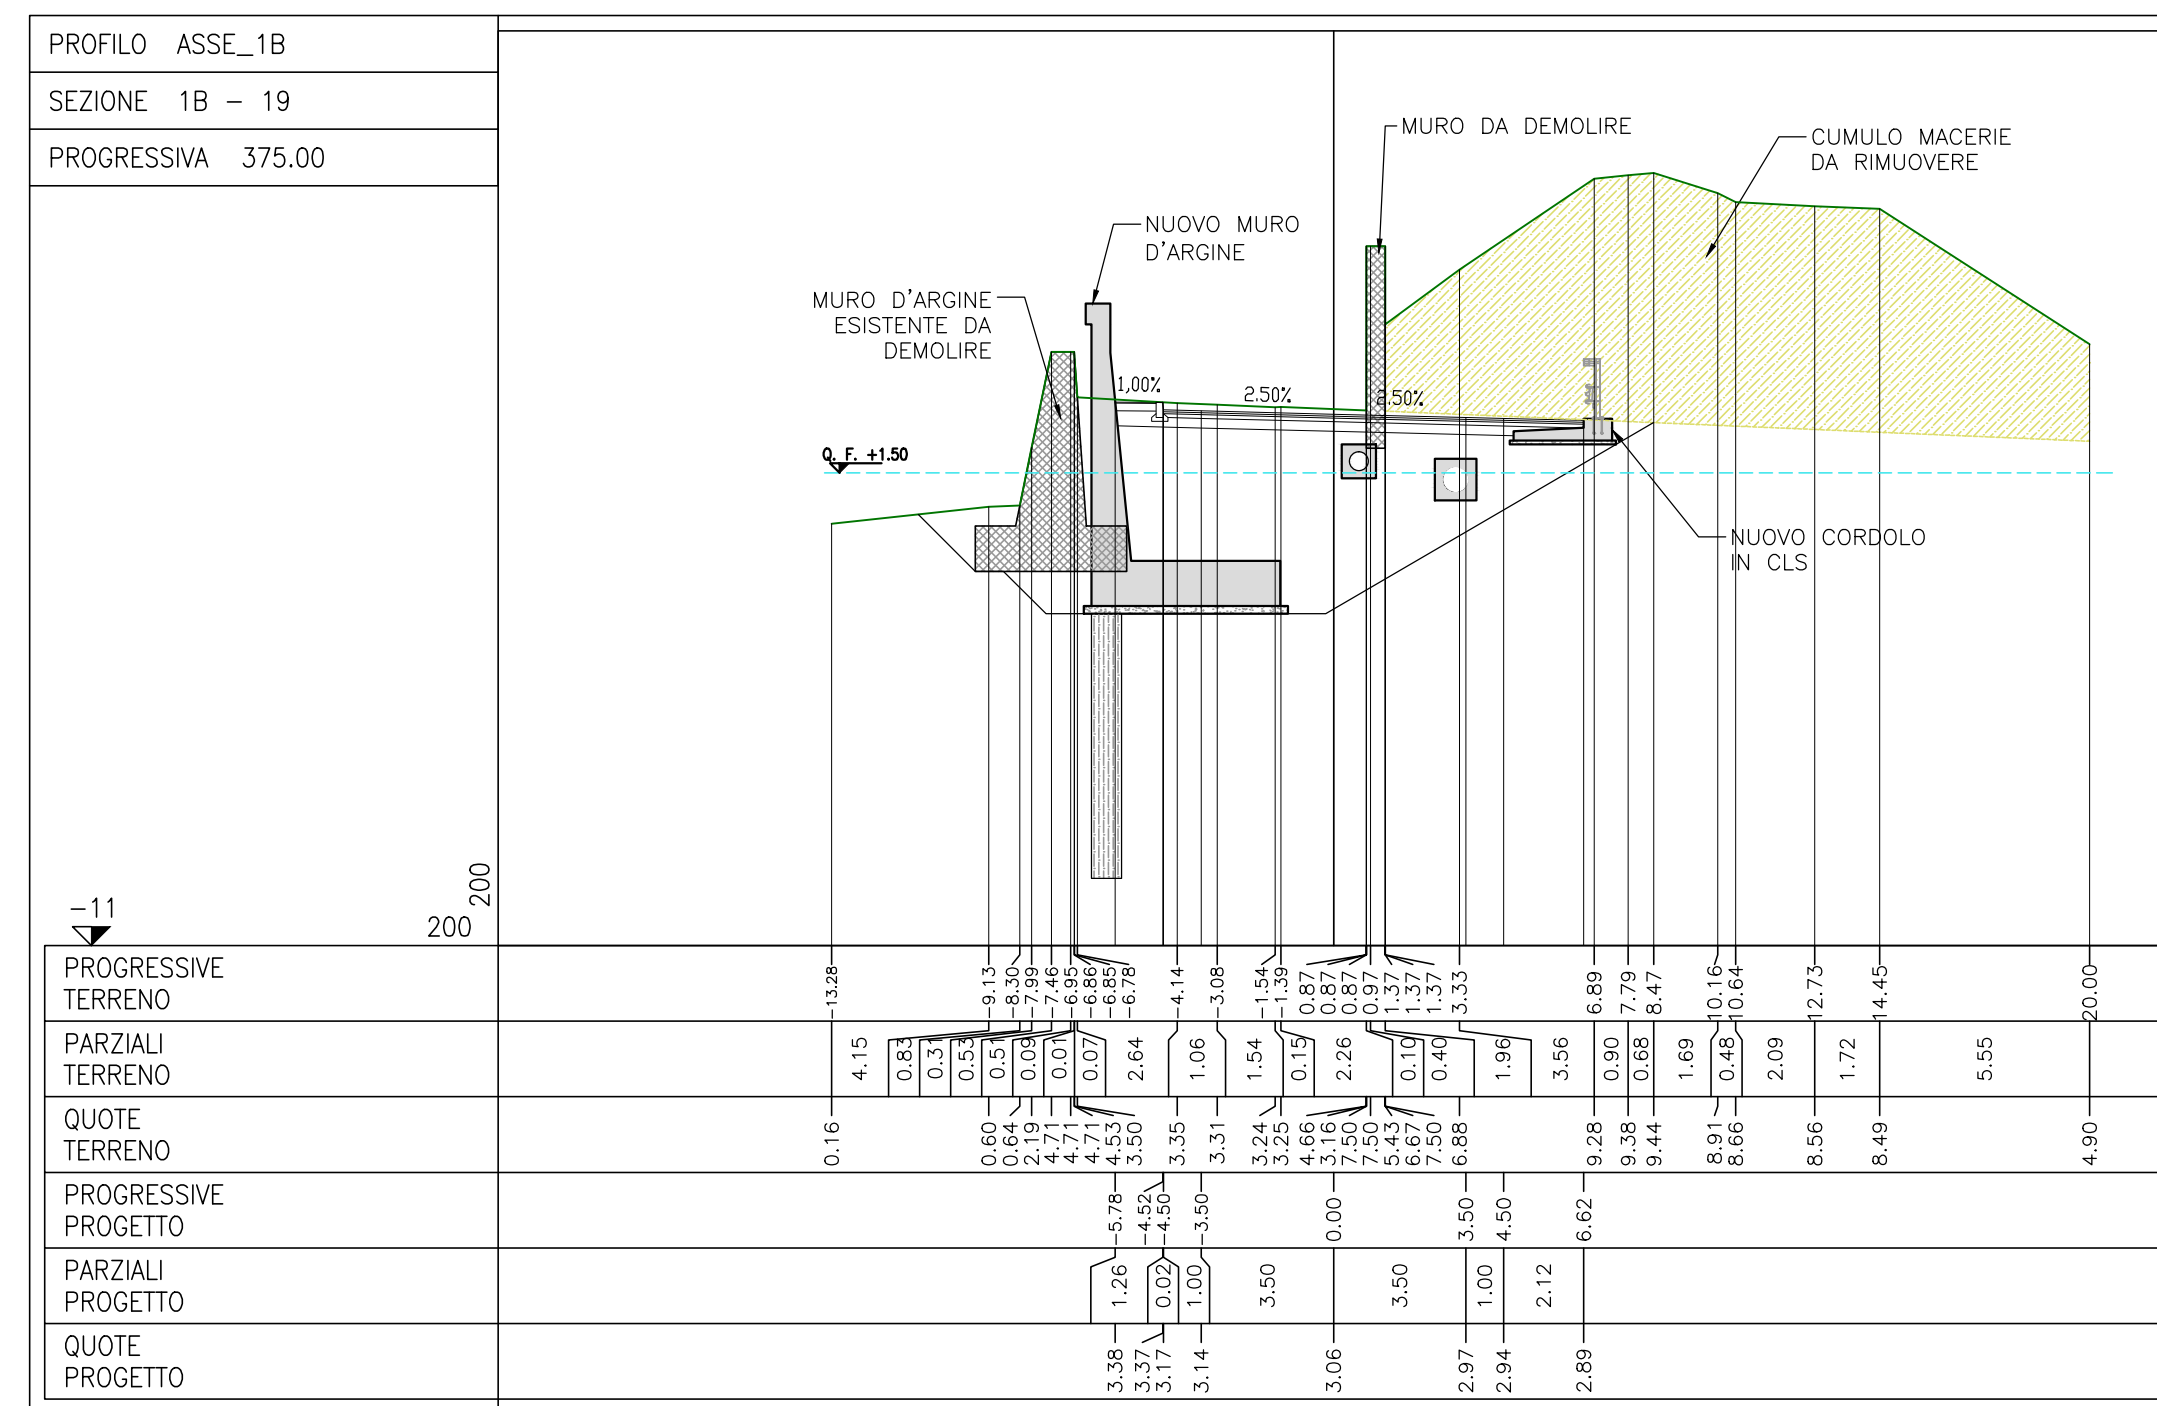 PROFILO ASSE_1B
SEZIONE 1B - 19
PROGRESSIVA 375.00
MURO DA DEMOLIRE
CUMULO MACERIE
DA RIMUOVERE
NUOVO MURO
D'ARGINE
MURO D'ARGINE
ESISTENTE DA
DEMOLIRE
1,00%
2.50%
2.50%
Q. F. +1.50
NUOVO CORDOLO
IN CLS
-11
200
200
PROGRESSIVE
TERRENO
-13.28 -9.13 -8.30 -7.99 -7.46 -6.95 -6.86 -6.85 -6.78 -4.14 -3.08 -1.54 -1.39 0.87 0.87 0.87 0.97 1.37 1.37 1.37 3.33 6.89 7.79 8.47 10.16 10.64 12.73 14.45 20.00
PARZIALI
TERRENO
4.15 0.83 0.31 0.53 0.51 0.09 0.01 0.07 2.64 1.06 1.54 0.15 2.26 0.10 0.40 1.96 3.56 0.90 0.68 1.69 0.48 2.09 1.72 5.55
QUOTE
TERRENO
0.16 0.60 0.64 2.19 4.71 4.71 4.71 4.53 3.50 3.35 3.31 3.24 3.25 4.66 3.16 7.50 7.50 5.43 6.67 7.50 6.88 9.28 9.38 9.44 8.91 8.66 8.56 8.49 4.90
PROGRESSIVE
PROGETTO
-5.78 -4.52 -4.50 -3.50 0.00 3.50 4.50 6.62
PARZIALI
PROGETTO
1.26 0.02 1.00 3.50 3.50 1.00 2.12
QUOTE
PROGETTO
3.38 3.37 3.17 3.14 3.06 2.97 2.94 2.89